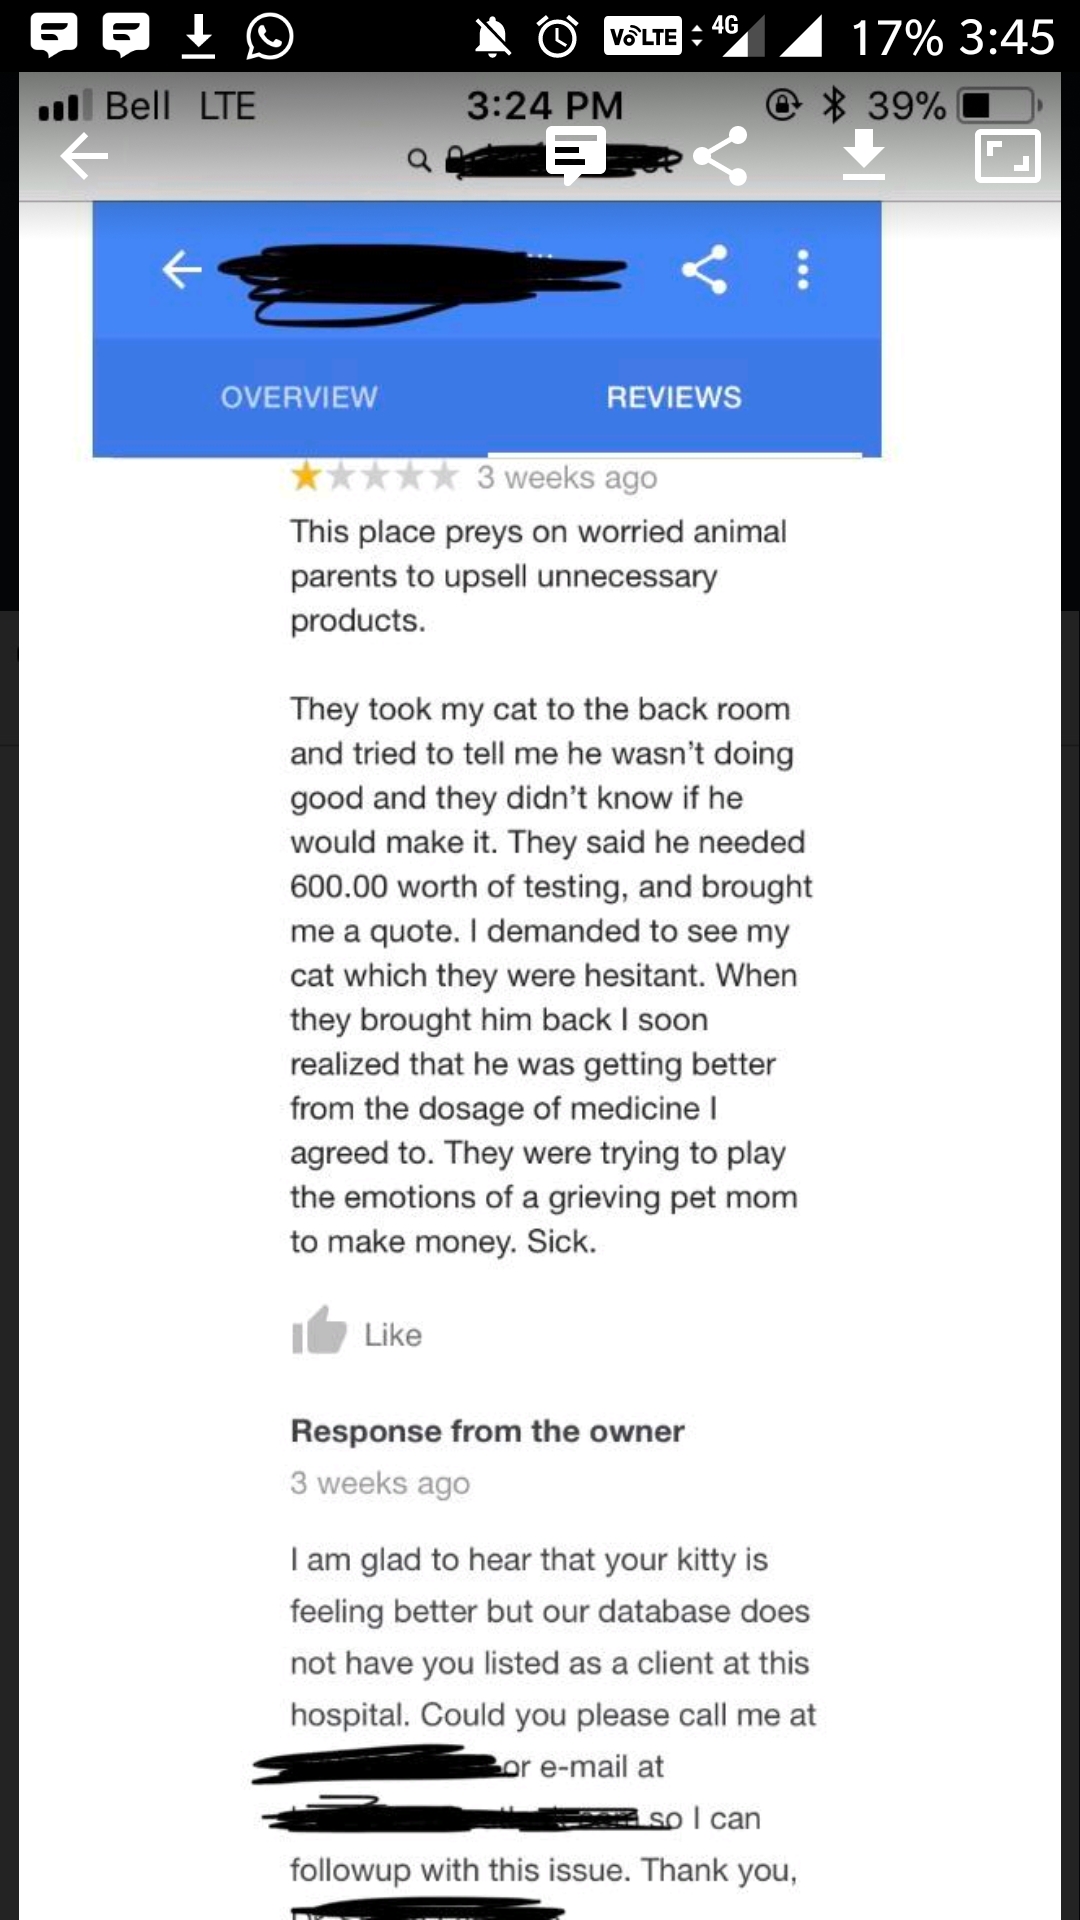 VoLTE 4G 17% 3:45
Bell LTE 3:24 PM 39%
OVERVIEW REVIEWS
3 weeks ago
This place preys on worried animal
parents to upsell unnecessary
products.
They took my cat to the back room
and tried to tell me he wasn't doing
good and they didn't know if he
would make it. They said he needed
600.00 worth of testing, and brought
me a quote. I demanded to see my
cat which they were hesitant. When
they brought him back I soon
realized that he was getting better
from the dosage of medicine I
agreed to. They were trying to play
the emotions of a grieving pet mom
to make money. Sick.
Like
Response from the owner
3 weeks ago
I am glad to hear that your kitty is
feeling better but our database does
not have you listed as a client at this
hospital. Could you please call me at
or e-mail at
so I can
followup with this issue. Thank you,